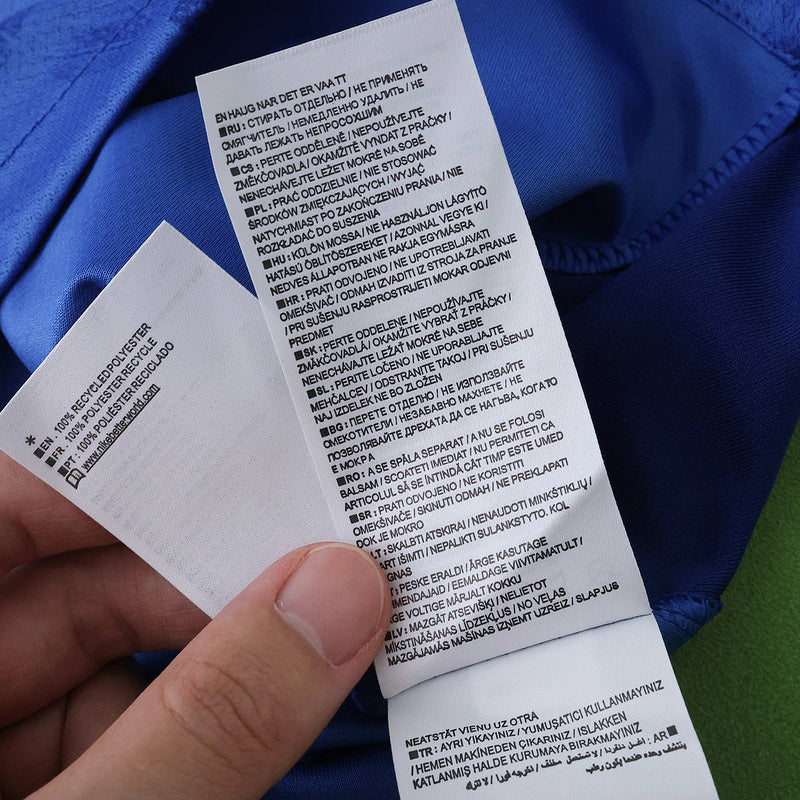 EN HAUG NAR DET ER VAATT
■RU : СТИРАТЬ ОТДЕЛЬНО / НЕ ПРИМЕНЯТЬ
СМЯГЧИТЕЛЬ / НЕМЕДЛЕННО УДАЛИТЬ / НЕ
ДАВАТЬ ЛЕЖАТЬ НЕПРОСОХШИМ
■CS : PERTE ODDĚLENĚ / NEPOUŽÍVEJTE
ZMĚKČOVADLA / OKAMŽITĚ VYNDAT Z PRAČKY /
NENECHÁVEJTE LEŽET MOKRÉ NA SOBĚ
■PL : PRAĆ ODDZIELNIE / NIE STOSOWAĆ
ŚRODKÓW ZMIĘKCZAJĄCYCH / WYJĄĆ
NATYCHMIAST PO ZAKOŃCZENIU PRANIA / NIE
ROZKŁADAĆ DO SUSZENIA
■HU : KÜLÖN MOSSA / NE HASZNÁLJON LÁGYÍTÓ
HATÁSÚ ÖBLÍTŐSZEREKET / AZONNAL VEGYE KI /
NEDVES ÁLLAPOTBAN NE RAKJA EGYMÁSRA
■HR : PRATI ODVOJENO / NE UPOTREBLJAVATI
OMEKŠIVAČ / ODMAH IZVADITI IZ STROJA ZA PRANJE
/ PRI SUŠENJU RASPROSTRIJETI MOKAR ODJEVNI
PREDMET
■SK : PERTE ODDELENE / NEPOUŽÍVAJTE
ZMÄKČOVADLÁ / OKAMŽITE VYBRAŤ Z PRÁČKY /
NENECHÁVEJTE LEŽAŤ MOKRÉ NA SEBE
■SL : PERITE LOČENO / NE UPORABLJAJTE
MEHČALCEV / ODSTRANITE TAKOJ / PRI SUŠENJU
NAJ IZDELEK NE BO ZLOŽEN
■BG : ПЕРЕТЕ ОТДЕЛНО / НЕ ИЗПОЛЗВАЙТЕ
ОМЕКОТИТЕЛИ / НЕЗАБАВНО МАХНЕТЕ / НЕ
ПОЗВОЛЯВАЙТЕ ДРЕХАТА ДА СЕ НАГЪВА, КОГАТО
Е МОКРА
■RO : A SE SPĂLA SEPARAT / A NU SE FOLOSI
BALSAM / SCOATEȚI IMEDIAT / NU PERMITEȚI CA
ARTICOLUL SĂ SE ÎNTINDĂ CÂT TIMP ESTE UMED
■SR : PRATI ODVOJENO / NE KORISTITI
OMEKŠIVAČE / SKINUTI ODMAH / NE PREKLAPATI
DOK JE MOKRO
LT : SKALBTI ATSKIRAI / NENAUDOTI MINKŠTIKLIŲ /
ART IŠIMTI / NEPALIKTI SULANKSTYTO. KOL
GNAS
: PESKE ERALDI / ÄRGE KASUTAGE
MENDAJAID / EEMALDAGE VIIVITAMATULT /
GE VOLTIGE MÄRJALT KOKKU
■LV : MAZGĀT ATSEVIŠĶI / NELIETOT
MĪKSTINĀŠANAS LĪDZEKĻUS / NO VEĻAS
MAZGĀJAMĀS MAŠĪNAS IZŅEMT UZREIZ / SLAPJUS
NEATSTĀT VIENU UZ OTRA
■TR : AYRI YIKAYINIZ / YUMUŞATICI KULLANMAYINIZ
/ HEMEN MAKİNEDEN ÇIKARINIZ / ISLAKKEN
KATLANMIŞ HALDE KURUMAYA BIRAKMAYINIZ
AR■
*
■EN : 100% RECYCLED POLYESTER
■FR : 100% POLYESTER RECYCLÉ
■PT : 100% POLIÉSTER RECICLADO
www.nikebetterworld.com